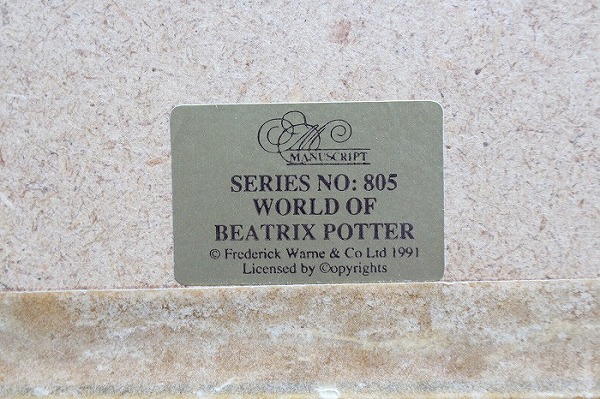 M
MANUSCRIPT
SERIES NO: 805
WORLD OF
BEATRIX POTTER
© Frederick Warne & Co Ltd 1991
Licensed by ©opyrights